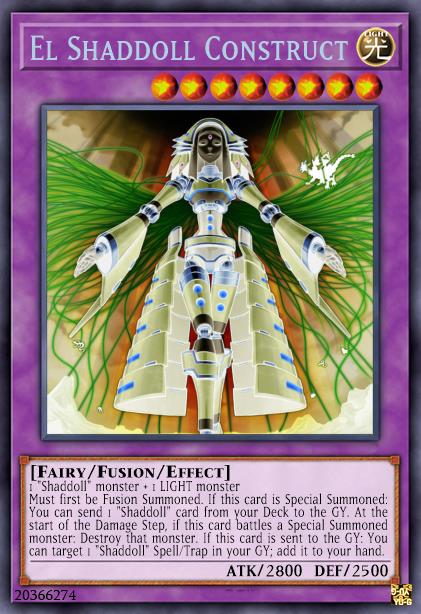 El Shaddoll Construct
LIGHT
光
[Fairy/Fusion/Effect]
1 "Shaddoll" monster + 1 LIGHT monster
Must first be Fusion Summoned. If this card is Special Summoned:
You can send 1 "Shaddoll" card from your Deck to the GY. At the
start of the Damage Step, if this card battles a Special Summoned
monster: Destroy that monster. If this card is sent to the GY: You
can target 1 "Shaddoll" Spell/Trap in your GY; add it to your hand.
ATK/2800 DEF/2500
20366274